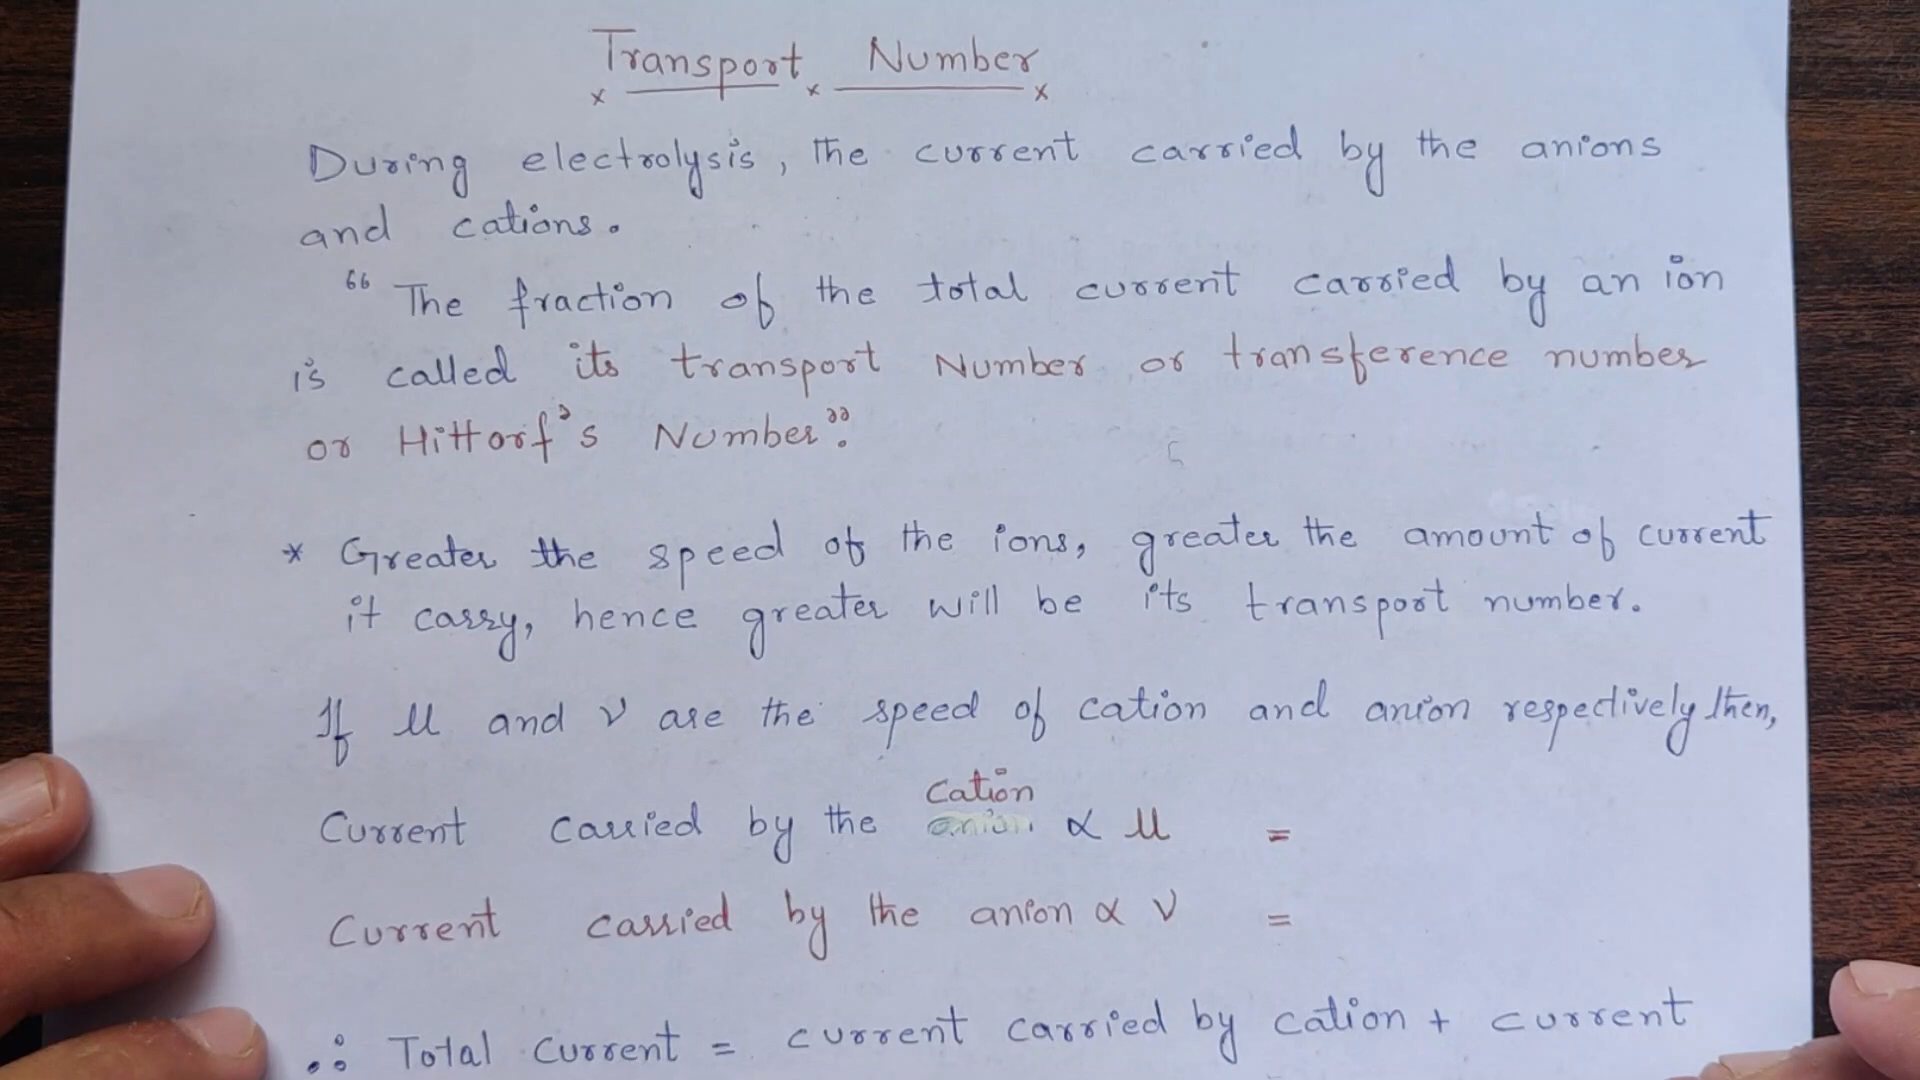 Transport Number
During electrolysis, the current carried by the anions
and cations.
“ The fraction of the total current carried by an ion
is called its transport Number or transference number
or Hittorf's Number”.
* Greater the speed of the ions, greater the amount of current
it carry, hence greater will be its transport number.
If u and v are the speed of cation and anion respectively then,
Cation
Current carried by the anion ∝ u =
Current carried by the anion ∝ v =
∴ Total current = current carried by cation + current